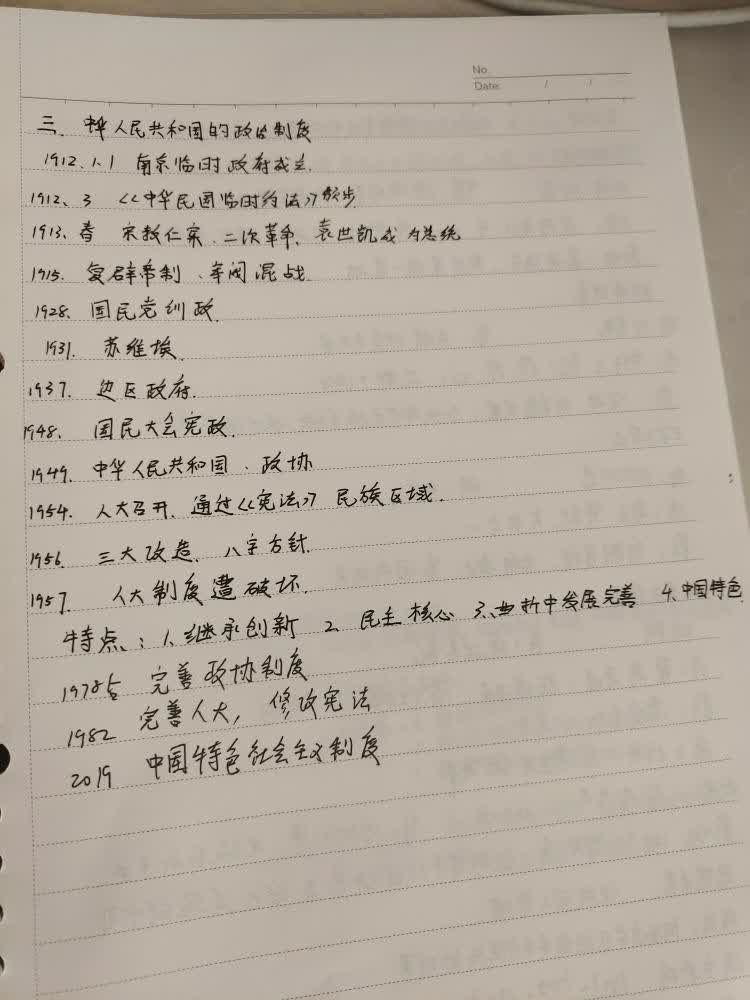 No.
Date: / /
三、中华人民共和国的政治制度
1912.1.1 南京临时政府成立.
1912、3 《中华民国临时约法》颁步
1913.春 宋教仁案、二次革命、袁世凯成为总统
1915. 复辟帝制、军阀混战.
1928. 国民党训政.
1931. 苏维埃.
1937. 边区政府.
1948. 国民大会宪政.
1949. 中华人民共和国、政协
1954. 人大召开、通过《宪法》 民族区域.
1956. 三大改造、八字方针.
1957. 人大制度遭破坏.
特点、: 1、继承创新 2、民主核心 3、曲折中发展完善 4、中国特色
1978后 完善政协制度
1982 完善人大, 修改宪法
2019 中国特色社会主义制度